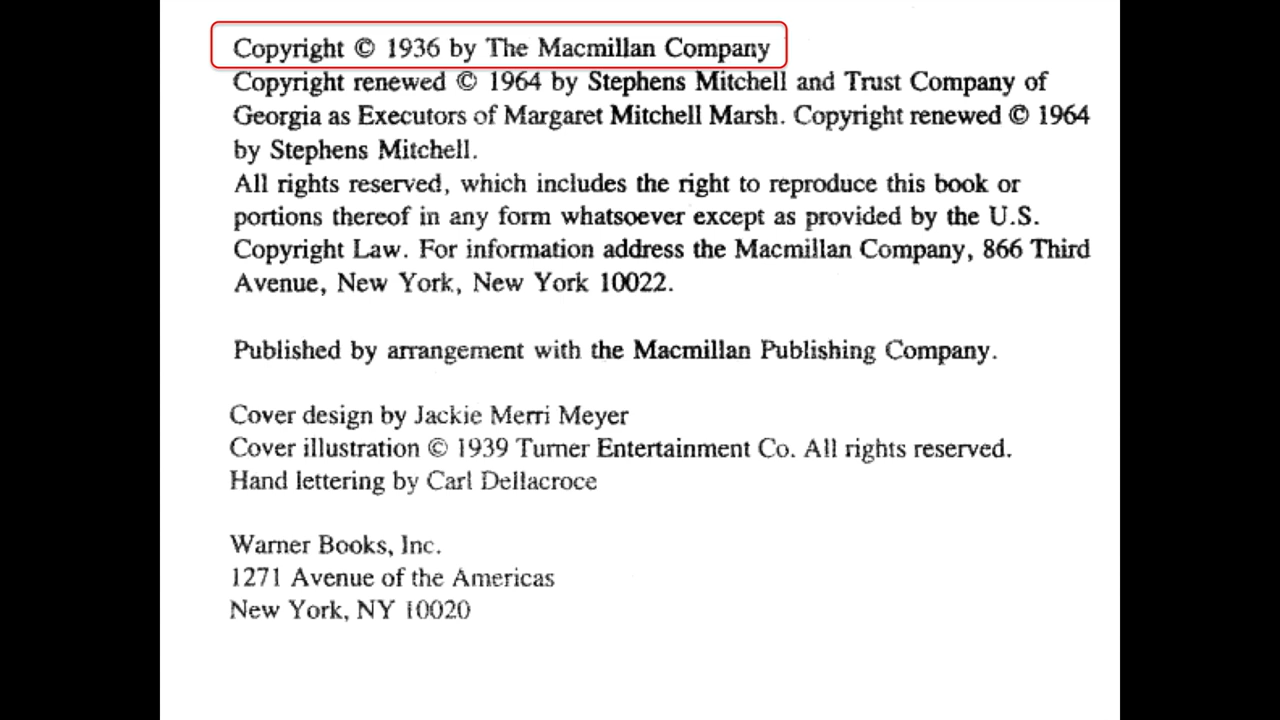 Copyright © 1936 by The Macmillan Company
Copyright renewed © 1964 by Stephens Mitchell and Trust Company of
Georgia as Executors of Margaret Mitchell Marsh. Copyright renewed © 1964
by Stephens Mitchell.
All rights reserved, which includes the right to reproduce this book or
portions thereof in any form whatsoever except as provided by the U.S.
Copyright Law. For information address the Macmillan Company, 866 Third
Avenue, New York, New York 10022.
Published by arrangement with the Macmillan Publishing Company.
Cover design by Jackie Merri Meyer
Cover illustration © 1939 Turner Entertainment Co. All rights reserved.
Hand lettering by Carl Dellacroce
Warner Books, Inc.
1271 Avenue of the Americas
New York, NY 10020